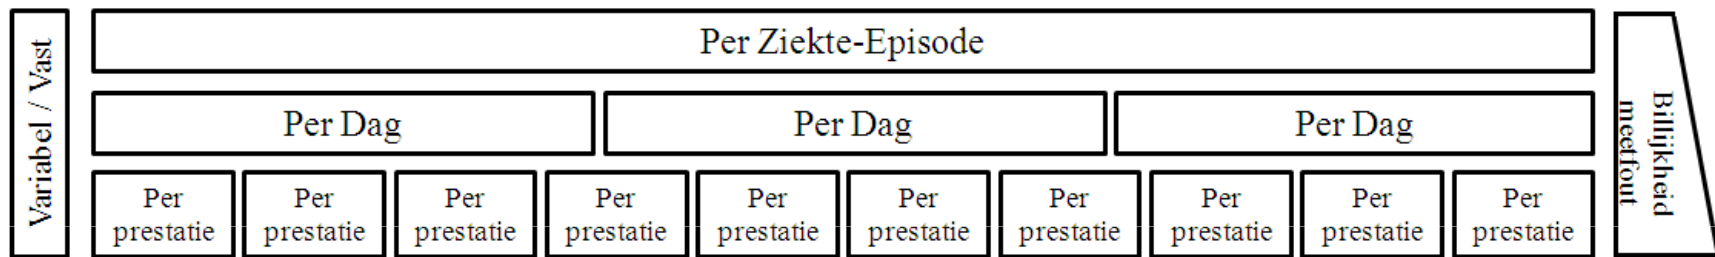 Variabel / Vast
Per Ziekte-Episode
Per Dag
Per Dag
Per Dag
Per
prestatie
Per
prestatie
Per
prestatie
Per
prestatie
Per
prestatie
Per
prestatie
Per
prestatie
Per
prestatie
Per
prestatie
Per
prestatie
Billijkheid
meetfout